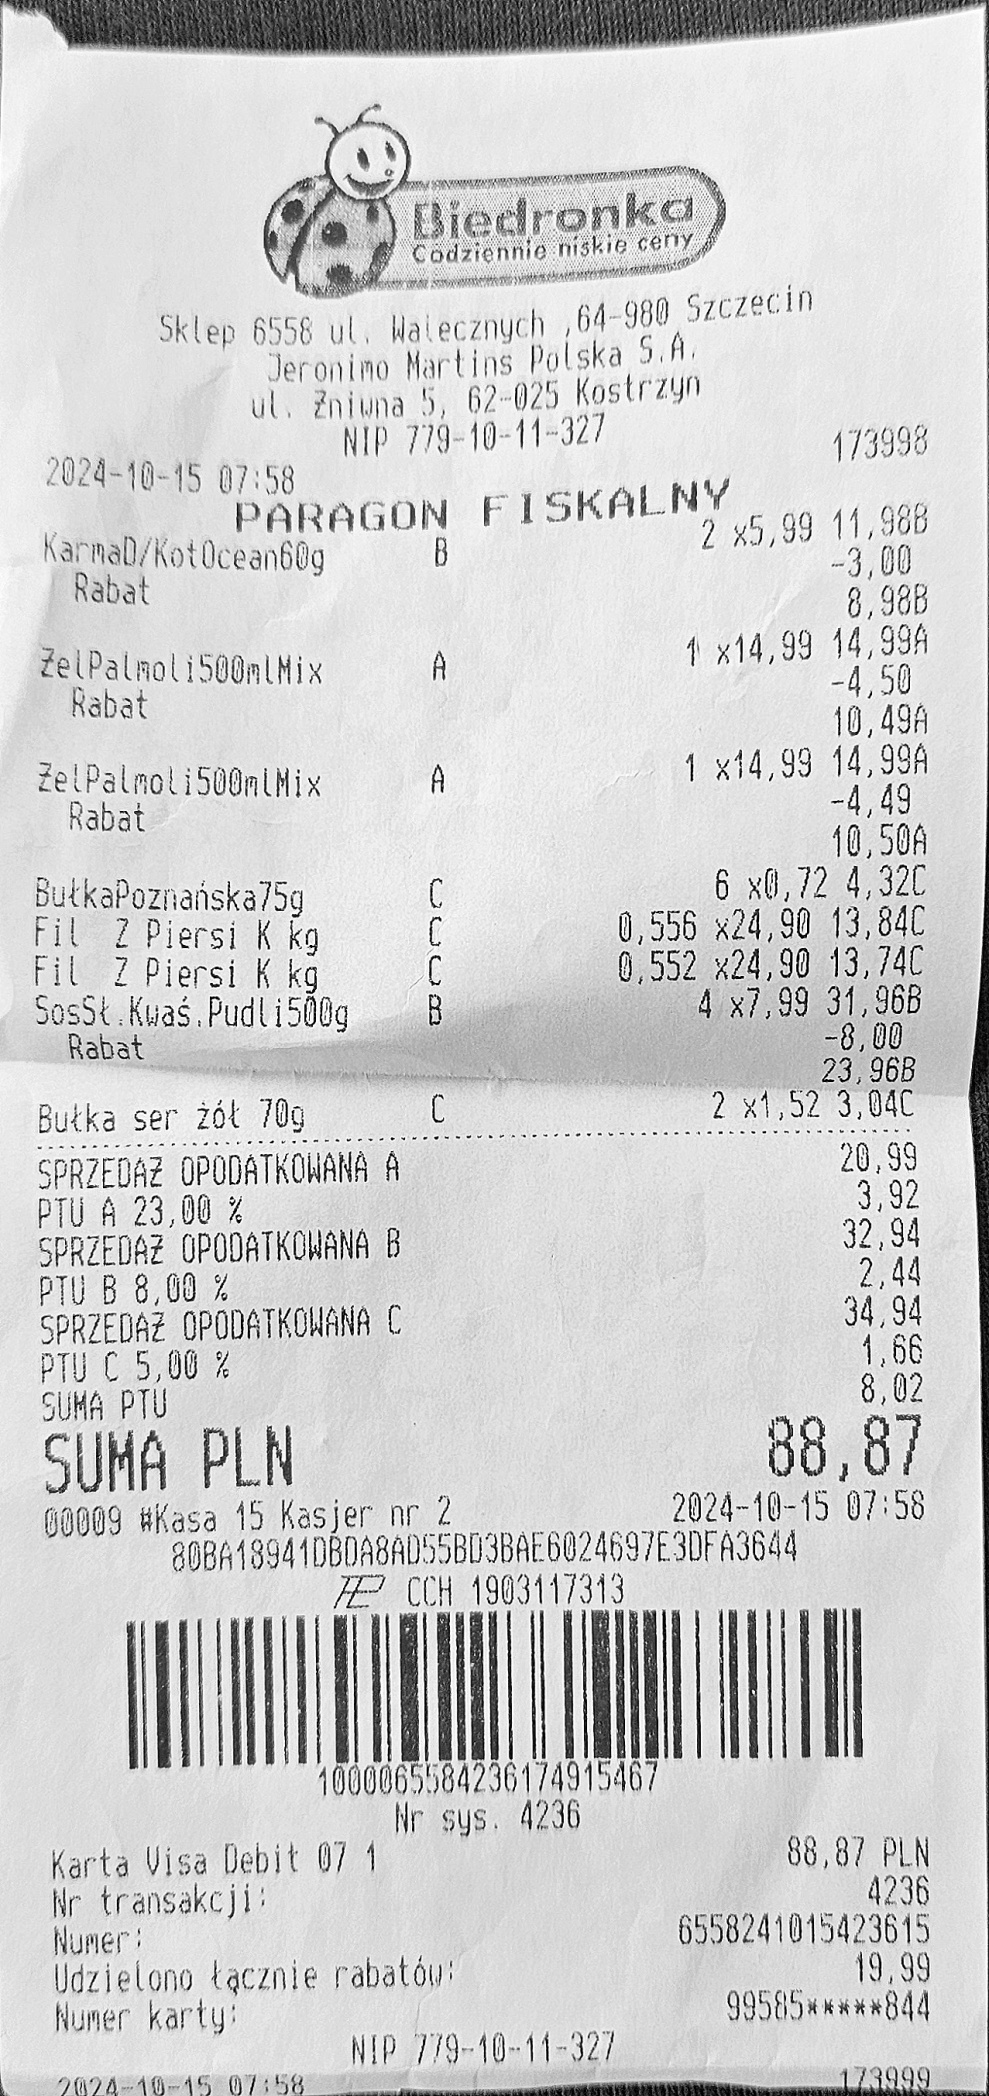 Biedronka
Codziennie niskie ceny
Sklep 6558 ul. Walecznych ,64-980 Szczecin
Jeronimo Martins Polska S.A.
ul. Żniwna 5, 62-025 Kostrzyn
NIP 779-10-11-327
2024-10-15 07:58 173998
PARAGON FISKALNY
KarmaD/KotOcean60g B 2 x5,99 11,98B
Rabat -3,00
8,98B
ŻelPalmoli500mlMix A 1 x14,99 14,99A
Rabat -4,50
10,49A
ŻelPalmoli500mlMix A 1 x14,99 14,99A
Rabat -4,49
10,50A
BułkaPoznańska75g C 6 x0,72 4,32C
Fil Z Piersi K kg C 0,556 x24,90 13,84C
Fil Z Piersi K kg C 0,552 x24,90 13,74C
SosSł.Kwaś.Pudli500g B 4 x7,99 31,96B
Rabat -8,00
23,96B
Bułka ser żół 70g C 2 x1,52 3,04C
SPRZEDAŻ OPODATKOWANA A 20,99
PTU A 23,00 % 3,92
SPRZEDAŻ OPODATKOWANA B 32,94
PTU B 8,00 % 2,44
SPRZEDAŻ OPODATKOWANA C 34,94
PTU C 5,00 % 1,66
SUMA PTU 8,02
SUMA PLN 88,87
00009 #Kasa 15 Kasjer nr 2 2024-10-15 07:58
80BA18941DBDA8AD55BD3BAE6024697E3DFA3644
CCH 1903117313
1000065584236174915467
Nr sys. 4236
Karta Visa Debit 07 1 88,87 PLN
Nr transakcji: 4236
Numer: 6558241015423615
Udzielono łącznie rabatów: 19,99
Numer karty: 99585*****844
NIP 779-10-11-327
2024-10-15 07:58 173999